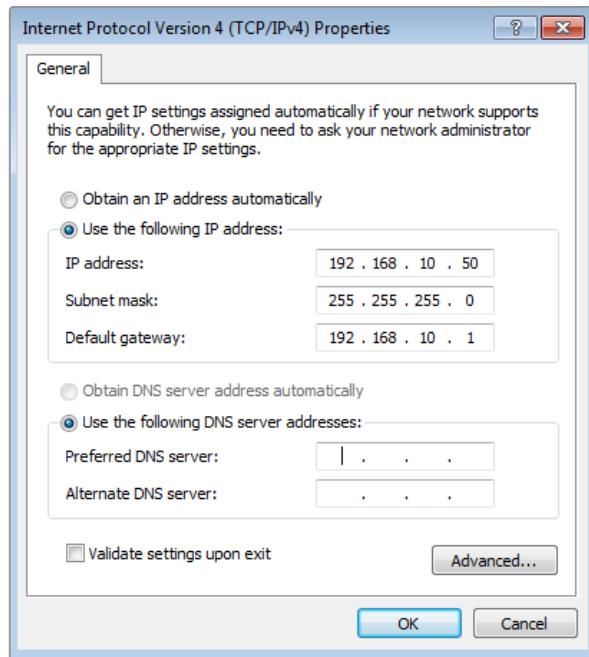 Internet Protocol Version 4 (TCP/IPv4) Properties
General
You can get IP settings assigned automatically if your network supports
this capability. Otherwise, you need to ask your network administrator
for the appropriate IP settings.
Obtain an IP address automatically
Use the following IP address:
IP address: 192 . 168 . 10 . 50
Subnet mask: 255 . 255 . 255 . 0
Default gateway: 192 . 168 . 10 . 1
Obtain DNS server address automatically
Use the following DNS server addresses:
Preferred DNS server: . . .
Alternate DNS server: . . .
Validate settings upon exit
Advanced...
OK Cancel